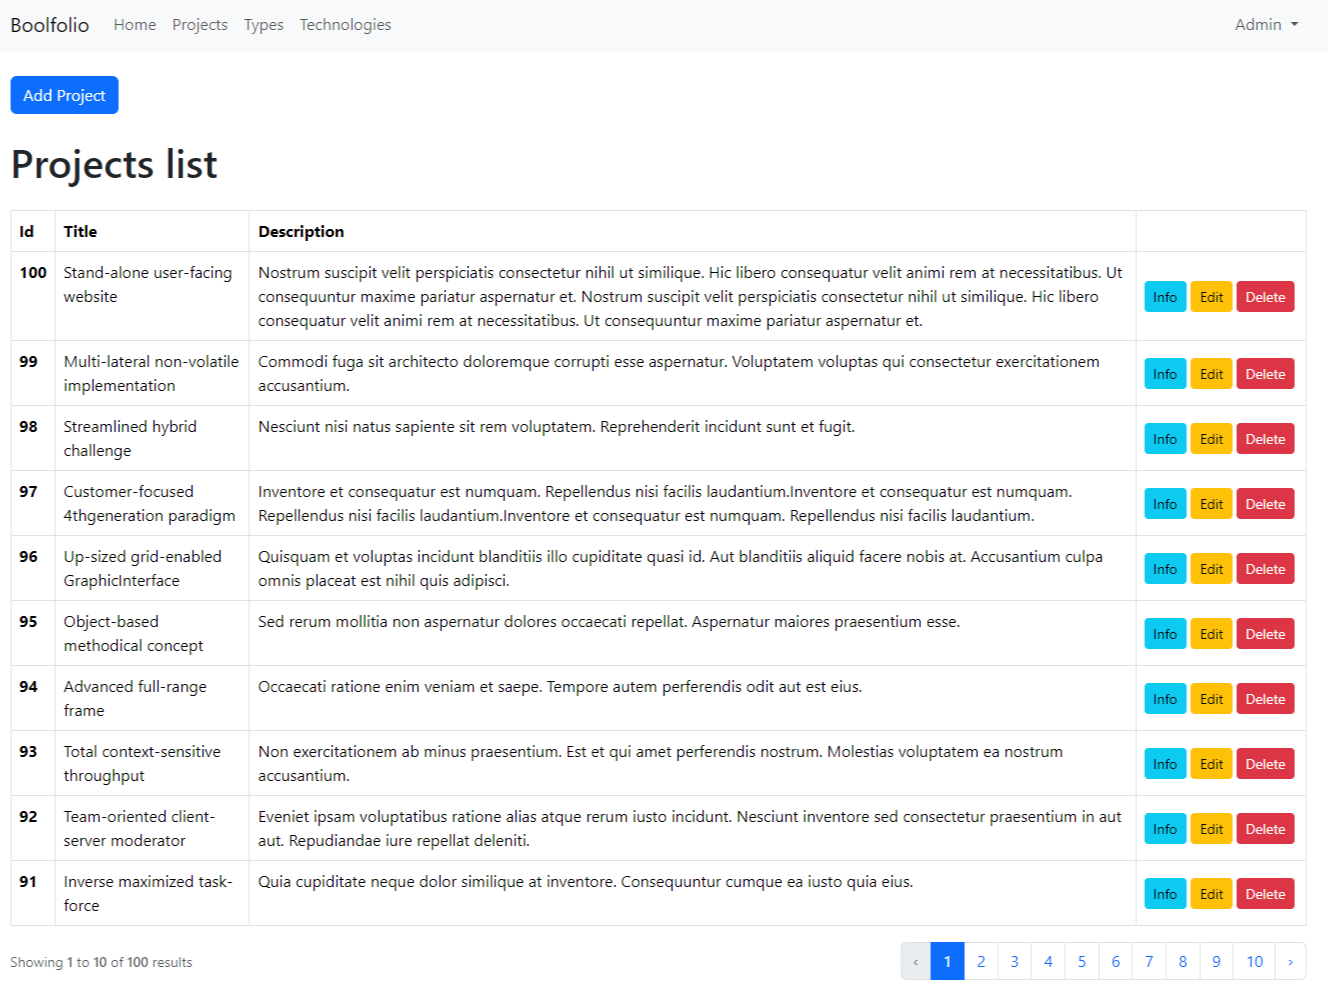 Boolfolio Home Projects Types Technologies Admin
Add Project
Projects list
Id Title Description
100 Stand-alone user-facing website Nostrum suscipit velit perspiciatis consectetur nihil ut similique. Hic libero consequatur velit animi rem at necessitatibus. Ut
consequuntur maxime pariatur aspernatur et. Nostrum suscipit velit perspiciatis consectetur nihil ut similique. Hic libero
consequatur velit animi rem at necessitatibus. Ut consequuntur maxime pariatur aspernatur et.
Info Edit Delete
99 Multi-lateral non-volatile implementation Commodi fuga sit architecto doloremque corrupti esse aspernatur. Voluptatem voluptas qui consectetur exercitationem
accusantium.
Info Edit Delete
98 Streamlined hybrid challenge Nesciunt nisi natus sapiente sit rem voluptatem. Reprehenderit incidunt sunt et fugit.
Info Edit Delete
97 Customer-focused 4thgeneration paradigm Inventore et consequatur est numquam. Repellendus nisi facilis laudantium.Inventore et consequatur est numquam.
Repellendus nisi facilis laudantium.Inventore et consequatur est numquam. Repellendus nisi facilis laudantium.
Info Edit Delete
96 Up-sized grid-enabled GraphicInterface Quisquam et voluptas incidunt blanditiis illo cupiditate quasi id. Aut blanditiis aliquid facere nobis at. Accusantium culpa
omnis placeat est nihil quis adipisci.
Info Edit Delete
95 Object-based methodical concept Sed rerum mollitia non aspernatur dolores occaecati repellat. Aspernatur maiores praesentium esse.
Info Edit Delete
94 Advanced full-range frame Occaecati ratione enim veniam et saepe. Tempore autem perferendis odit aut est eius.
Info Edit Delete
93 Total context-sensitive throughput Non exercitationem ab minus praesentium. Est et qui amet perferendis nostrum. Molestias voluptatem ea nostrum
accusantium.
Info Edit Delete
92 Team-oriented client-server moderator Eveniet ipsam voluptatibus ratione alias atque rerum iusto incidunt. Nesciunt inventore sed consectetur praesentium in aut
aut. Repudiandae iure repellat deleniti.
Info Edit Delete
91 Inverse maximized task-force Quia cupiditate neque dolor similique at inventore. Consequuntur cumque ea iusto quia eius.
Info Edit Delete
Showing 1 to 10 of 100 results ‹ 1 2 3 4 5 6 7 8 9 10 ›